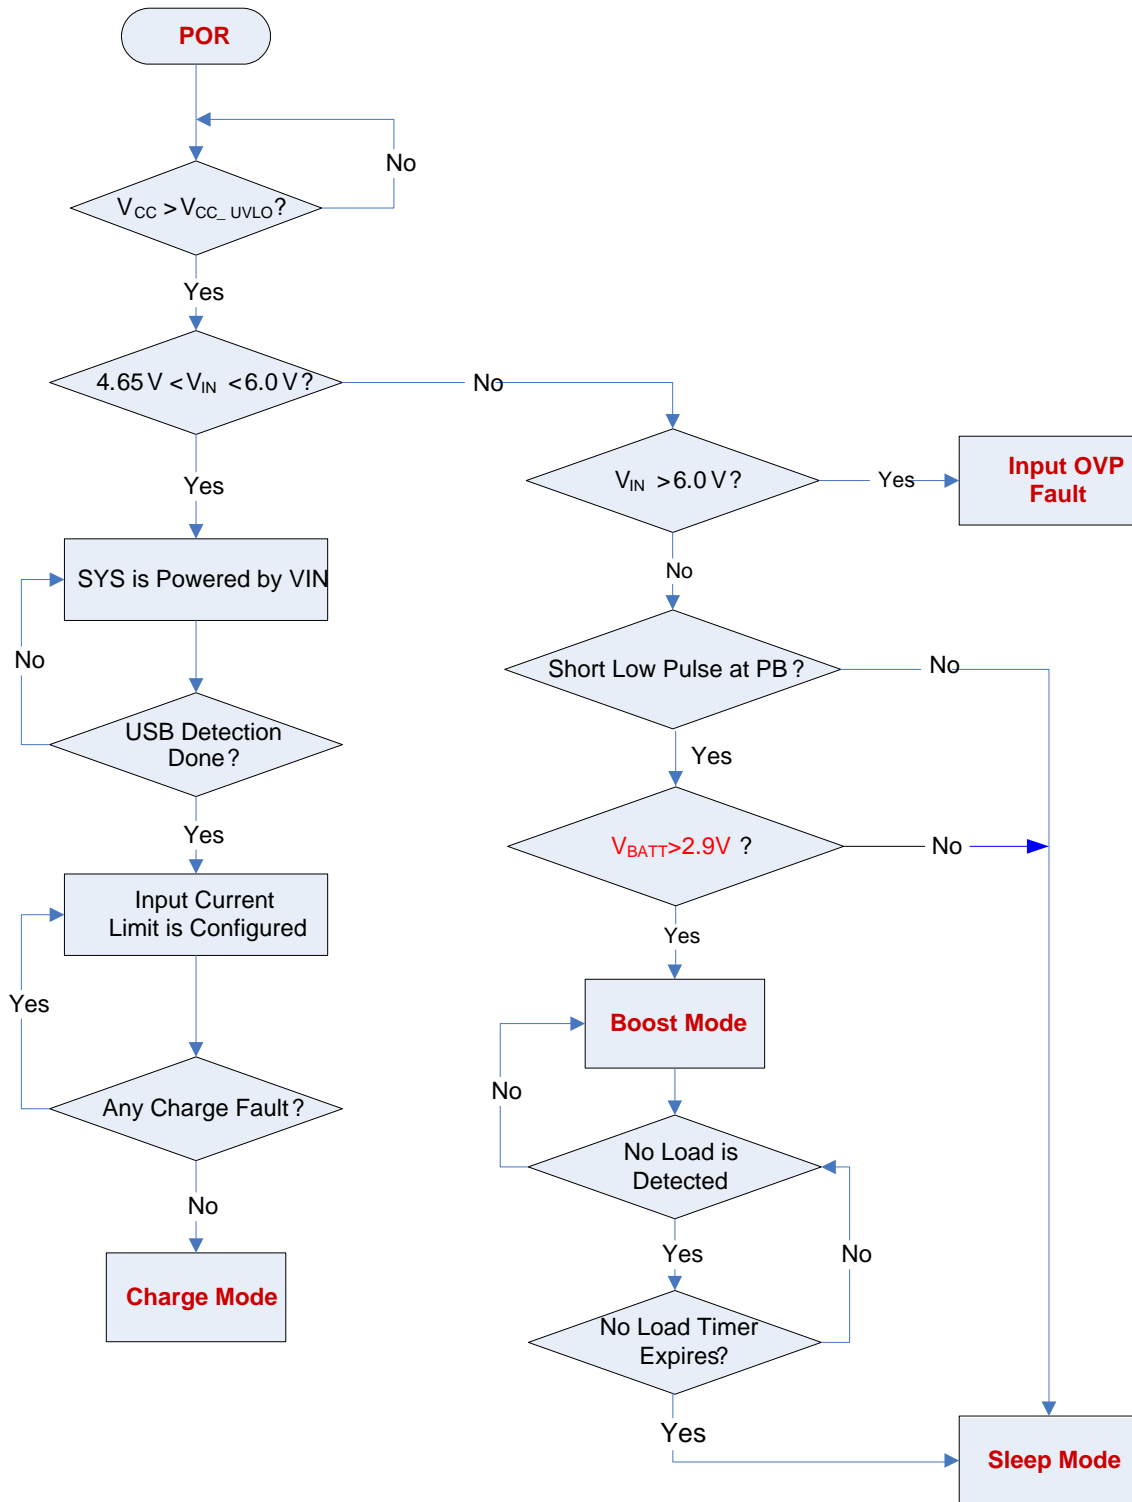 POR
No
VCC > VCC_ UVLO ?
Yes
4.65 V < VIN < 6.0 V ?
No
VIN > 6.0 V ?
Yes
Input OVP
Fault
Yes
No
SYS is Powered by VIN
No
Short Low Pulse at PB ?
No
USB Detection
Done ?
Yes
Yes
VBATT>2.9V ?
No
Input Current
Limit is Configured
Yes
Yes
Boost Mode
No
Any Charge Fault ?
No
No Load is
Detected
Yes
No
Charge Mode
No Load Timer
Expires?
Yes
Sleep Mode